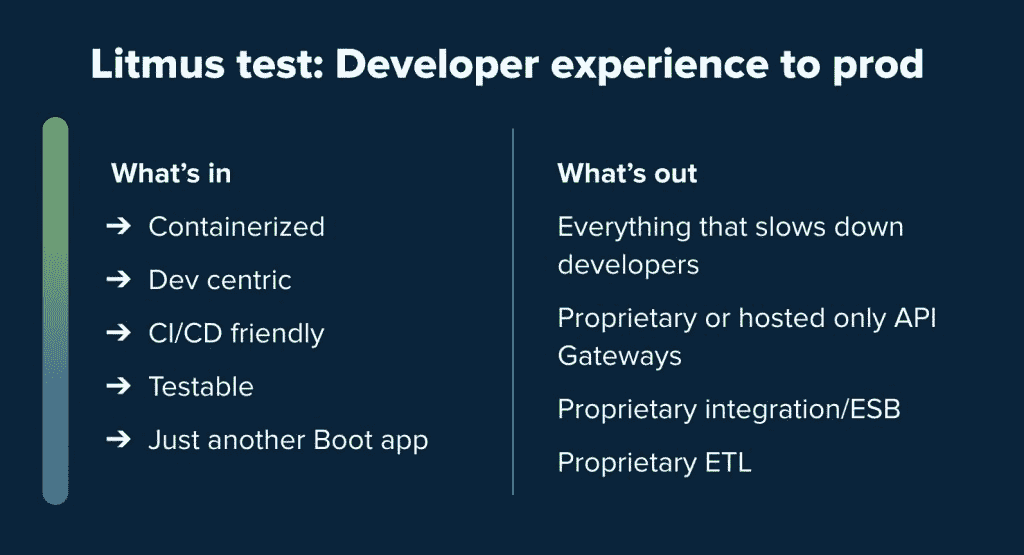 Litmus test: Developer experience to prod
What’s in
➔ Containerized
➔ Dev centric
➔ CI/CD friendly
➔ Testable
➔ Just another Boot app
What’s out
Everything that slows down
developers
Proprietary or hosted only API
Gateways
Proprietary integration/ESB
Proprietary ETL